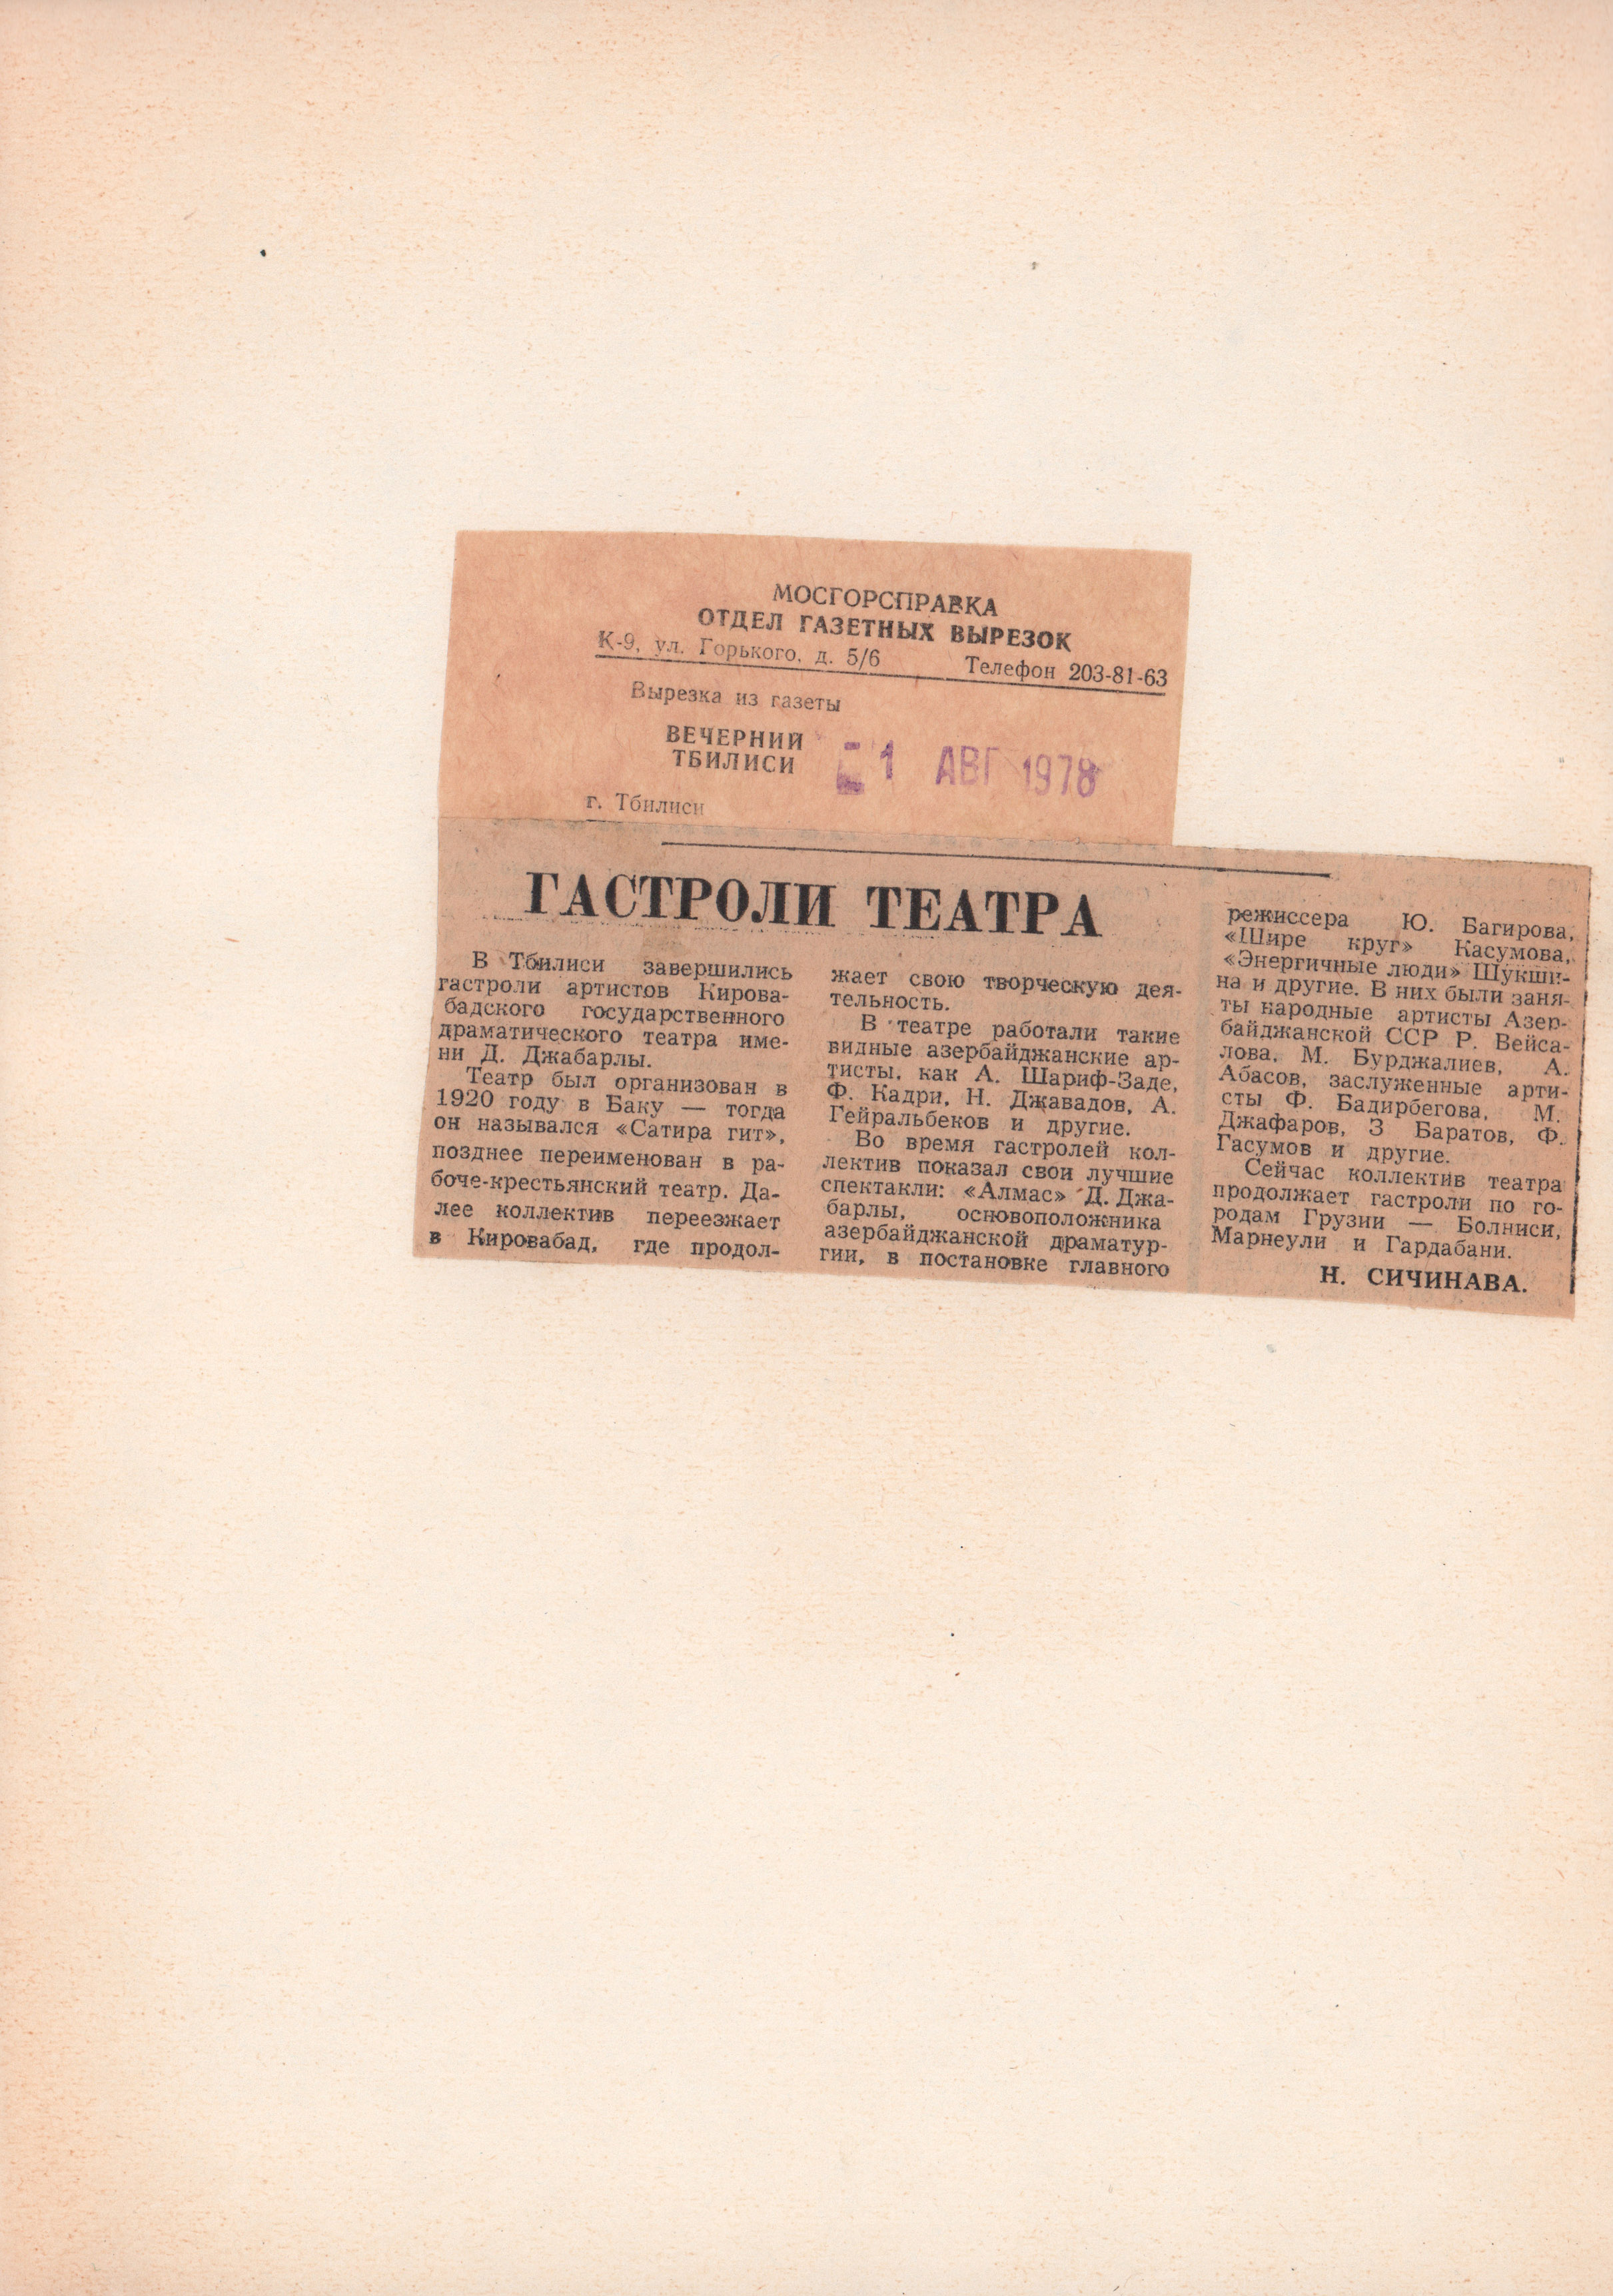 МОСГОРСПРАВКА
ОТДЕЛ ГАЗЕТНЫХ ВЫРЕЗОК
К-9, ул. Горького, д. 5/6 Телефон 203-81-63
Вырезка из газеты
ВЕЧЕРНИЙ
ТБИЛИСИ
1 АВГ 1978
г. Тбилиси
ГАСТРОЛИ ТЕАТРА
В Тбилиси завершились
гастроли артистов Кирова-
бадского государственного
драматического театра име-
ни Д. Джабарлы.
Театр был организован в
1920 году в Баку — тогда
он назывался «Сатира гит»,
позднее переименован в ра-
боче-крестьянский театр. Да-
лее коллектив переезжает
в Кировабад, где продол-
жает свою творческую дея-
тельность.
В театре работали такие
видные азербайджанские ар-
тисты, как А. Шариф-Заде,
Ф. Кадри, Н. Джавадов, А.
Гейральбеков и другие.
Во время гастролей кол-
лектив показал свои лучшие
спектакли: «Алмас» Д. Джа-
барлы, основоположника
азербайджанской драматур-
гии, в постановке главного
режиссера Ю. Багирова,
«Шире круг» Касумова,
«Энергичные люди» Шукши-
на и другие. В них были заня-
ты народные артисты Азер-
байджанской ССР Р. Вейса-
лова, М. Бурджалиев, А.
Абасов, заслуженные арти-
сты Ф. Бадирбегова, М.
Джафаров, З Баратов, Ф.
Гасумов и другие.
Сейчас коллектив театра
продолжает гастроли по го-
родам Грузии — Болниси,
Марнеули и Гардабани.
Н. СИЧИНАВА.